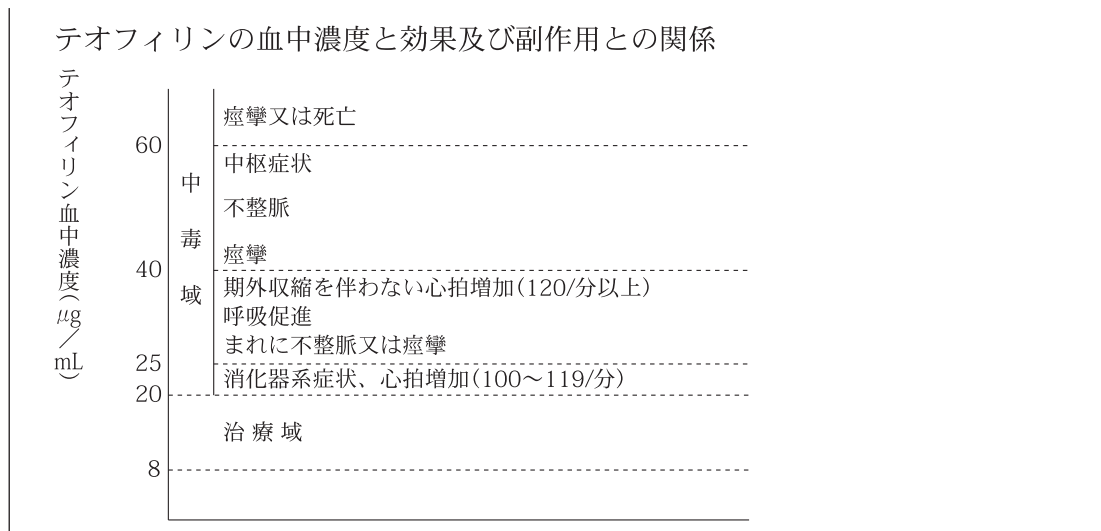 テオフィリンの血中濃度と効果及び副作用との関係
テオフィリン血中濃度(μg/mL)
中毒域
痙攣又は死亡
60
中枢症状
不整脈
痙攣
40
期外収縮を伴わない心拍増加(120/分以上)
呼吸促進
まれに不整脈又は痙攣
25
消化器系症状、心拍増加(100〜119/分)
20
治療域
8